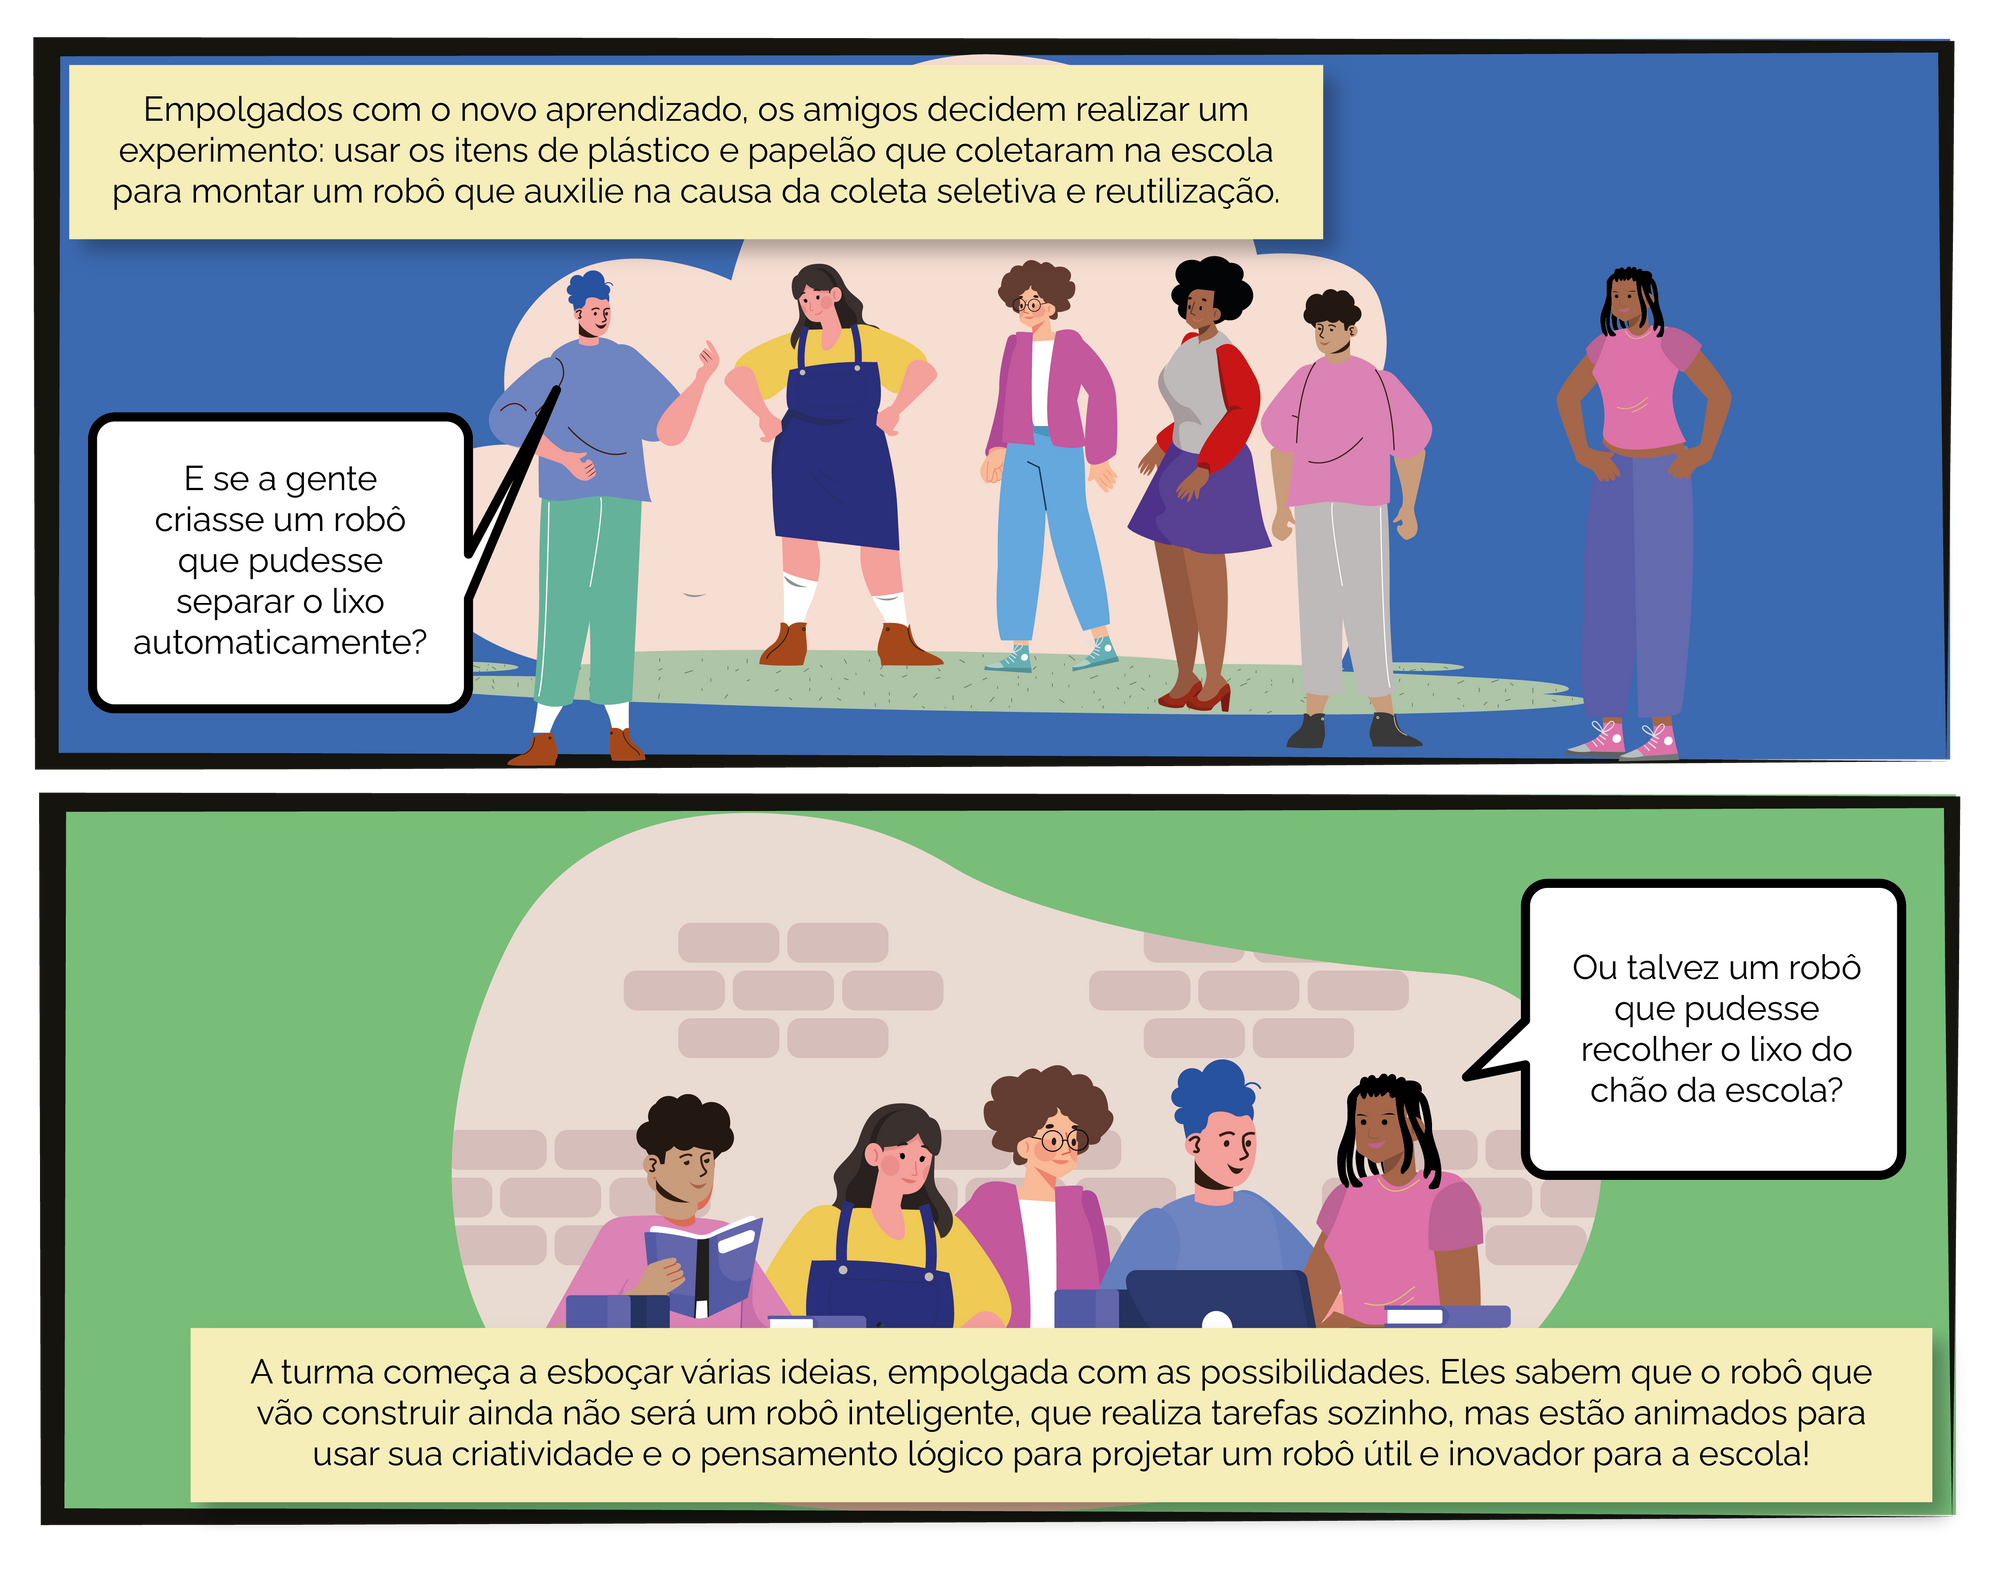 Empolgados com o novo aprendizado, os amigos decidem realizar um
experimento: usar os itens de plástico e papelão que coletaram na escola
para montar um robô que auxilie na causa da coleta seletiva e reutilização.
E se a gente
criasse um robô
que pudesse
separar o lixo
automaticamente?
Ou talvez um robô
que pudesse
recolher o lixo do
chão da escola?
A turma começa a esboçar várias ideias, empolgada com as possibilidades. Eles sabem que o robô que
vão construir ainda não será um robô inteligente, que realiza tarefas sozinho, mas estão animados para
usar sua criatividade e o pensamento lógico para projetar um robô útil e inovador para a escola!